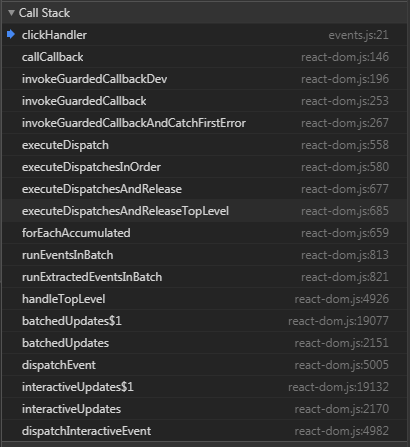 Call Stack
clickHandler events.js:21
callCallback react-dom.js:146
invokeGuardedCallbackDev react-dom.js:196
invokeGuardedCallback react-dom.js:253
invokeGuardedCallbackAndCatchFirstError react-dom.js:267
executeDispatch react-dom.js:558
executeDispatchesInOrder react-dom.js:580
executeDispatchesAndRelease react-dom.js:677
executeDispatchesAndReleaseTopLevel react-dom.js:685
forEachAccumulated react-dom.js:659
runEventsInBatch react-dom.js:813
runExtractedEventsInBatch react-dom.js:821
handleTopLevel react-dom.js:4926
batchedUpdates$1 react-dom.js:19077
batchedUpdates react-dom.js:2151
dispatchEvent react-dom.js:5005
interactiveUpdates$1 react-dom.js:19132
interactiveUpdates react-dom.js:2170
dispatchInteractiveEvent react-dom.js:4982